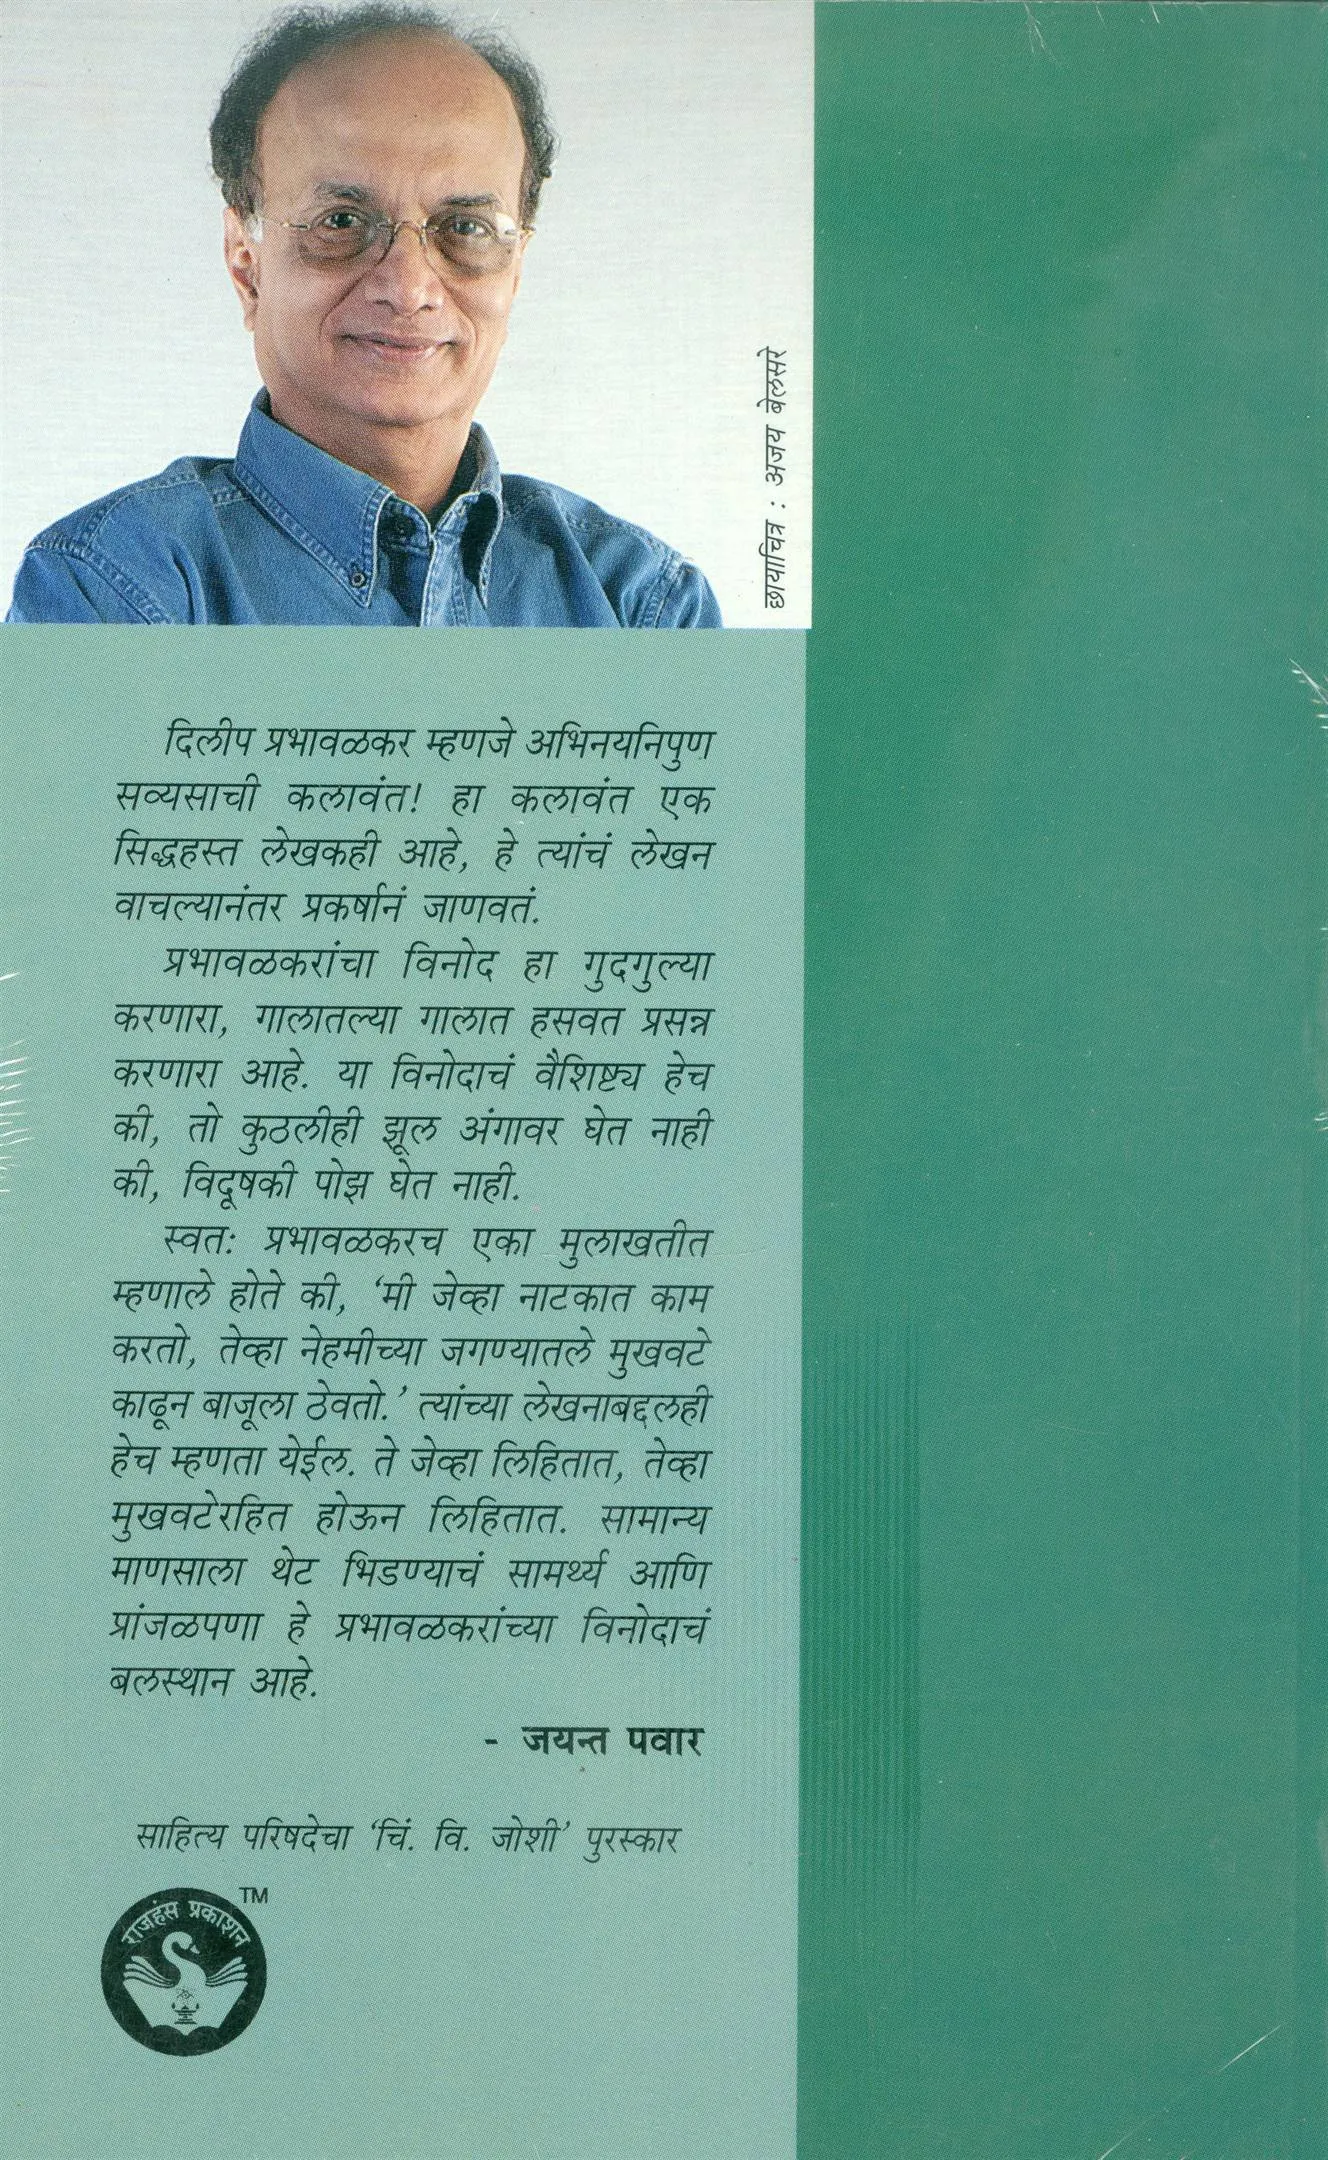 छायाचित्र : अजय बेल्हारे
दिलीप प्रभावळकर म्हणजे अभिनयनिपुण
सव्यसाची कलावंत! हा कलावंत एक
सिद्धहस्त लेखकही आहे, हे त्यांचं लेखन
वाचल्यानंतर प्रकर्षानं जाणवतं.
प्रभावळकरांचा विनोद हा गुदगुल्या
करणारा, गालातल्या गालात हसवत प्रसन्न
करणारा आहे. या विनोदाचं वैशिष्ट्य हेच
की, तो कुठलीही झूल अंगावर घेत नाही
की, विदूषकी पोझ घेत नाही.
स्वत: प्रभावळकरच एका मुलाखतीत
म्हणाले होते की, ‘मी जेव्हा नाटकात काम
करतो, तेव्हा नेहमीच्या जगण्यातले मुखवटे
काढून बाजूला ठेवतो.’ त्यांच्या लेखनाबद्दलही
हेच म्हणता येईल. ते जेव्हा लिहितात, तेव्हा
मुखवटेरहित होऊन लिहितात. सामान्य
माणसाला थेट भिडण्याचं सामर्थ्य आणि
प्रांजळपणा हे प्रभावळकरांच्या विनोदाचं
बलस्थान आहे.
- जयन्त पवार
साहित्य परिषदेचा ‘चिं. वि. जोशी’ पुरस्कार
राजहंस प्रकाशन TM